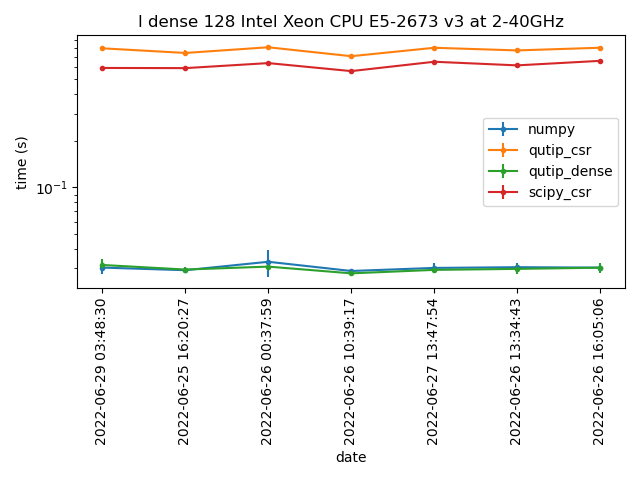 l dense 128 Intel Xeon CPU E5-2673 v3 at 2-40GHz
time (s)
10⁻¹
numpy
qutip_csr
qutip_dense
scipy_csr
2022-06-29 03:48:30
2022-06-25 16:20:27
2022-06-26 00:37:59
2022-06-26 10:39:17
2022-06-27 13:47:54
2022-06-26 13:34:43
2022-06-26 16:05:06
date